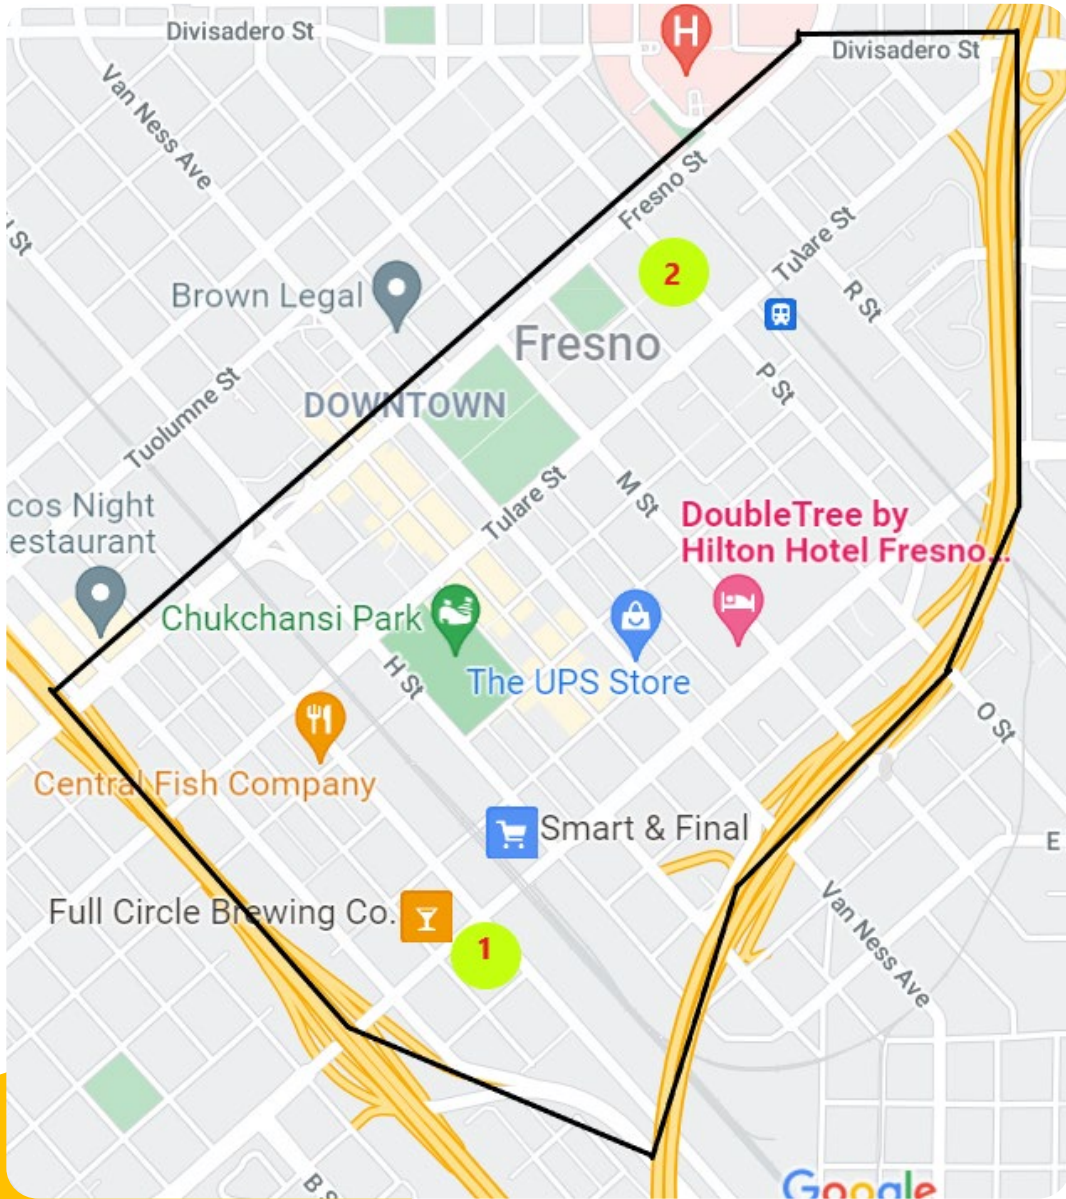 Divisadero St
H
Divisadero St
Van Ness Ave
Fresno St
Tulare St
2
St
Brown Legal
R St
Fresno
P St
Tuolumne St
DOWNTOWN
Tulare St
M St
cos Night
estaurant
DoubleTree by
Hilton Hotel Fresno...
Chukchansi Park
H St
The UPS Store
O St
Central Fish Company
Smart & Final
E
Full Circle Brewing Co.
1
Van Ness Ave
B S
Google